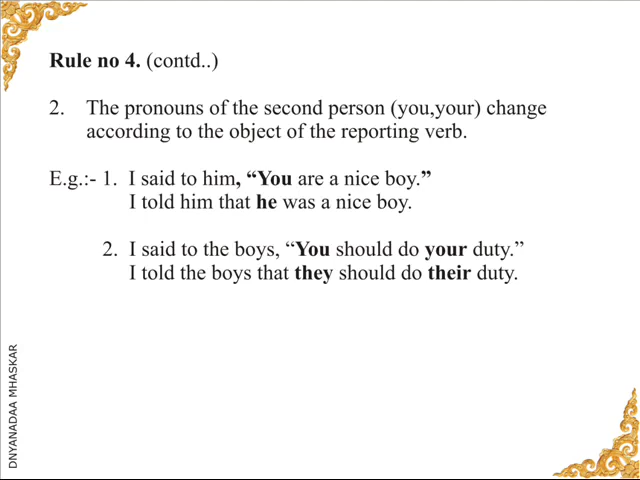 Rule no 4. (contd..)
2. The pronouns of the second person (you,your) change
according to the object of the reporting verb.
E.g.:- 1. I said to him, “You are a nice boy.”
I told him that he was a nice boy.
2. I said to the boys, “You should do your duty.”
I told the boys that they should do their duty.
DNYANADAA MHASKAR